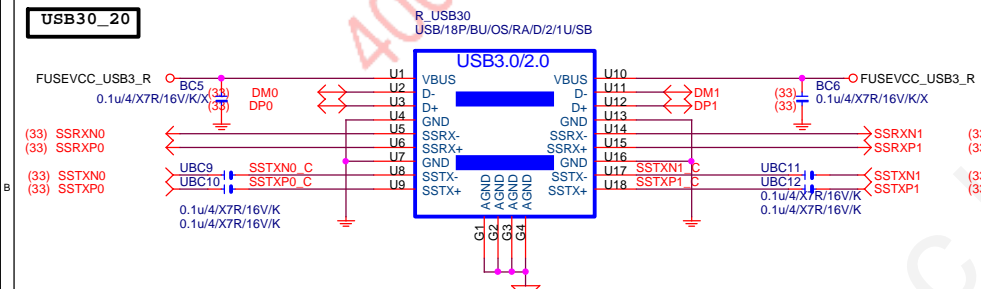 USB30_20
R_USB30
USB/18P/BU/OS/RA/D/2/1U/SB
USB3.0/2.0
FUSEVCC_USB3_R
BC5
0.1u/4/X7R/16V/K/X
U1 VBUS VBUS U10
BC6
0.1u/4/X7R/16V/K/X
FUSEVCC_USB3_R
(33) DM0 U2 D- D- U11 DM1 (33)
(33) DP0 U3 D+ D+ U12 DP1 (33)
U4 GND GND U13
(33) SSRXN0 U5 SSRX- SSRX- U14 SSRXN1
(33) SSRXP0 U6 SSRX+ SSRX+ U15 SSRXP1
U7 GND GND U16
(33) SSTXN0 UBC9 SSTXN0_C U8 SSTX- SSTX- U17 SSTXN1_C UBC11 SSTXN1
(33) SSTXP0 UBC10 SSTXP0_C U9 SSTX+ SSTX+ U18 SSTXP1_C UBC12 SSTXP1
0.1u/4/X7R/16V/K
0.1u/4/X7R/16V/K
0.1u/4/X7R/16V/K
0.1u/4/X7R/16V/K
AGND AGND AGND AGND
G1 G2 G3 G4
B
400
C